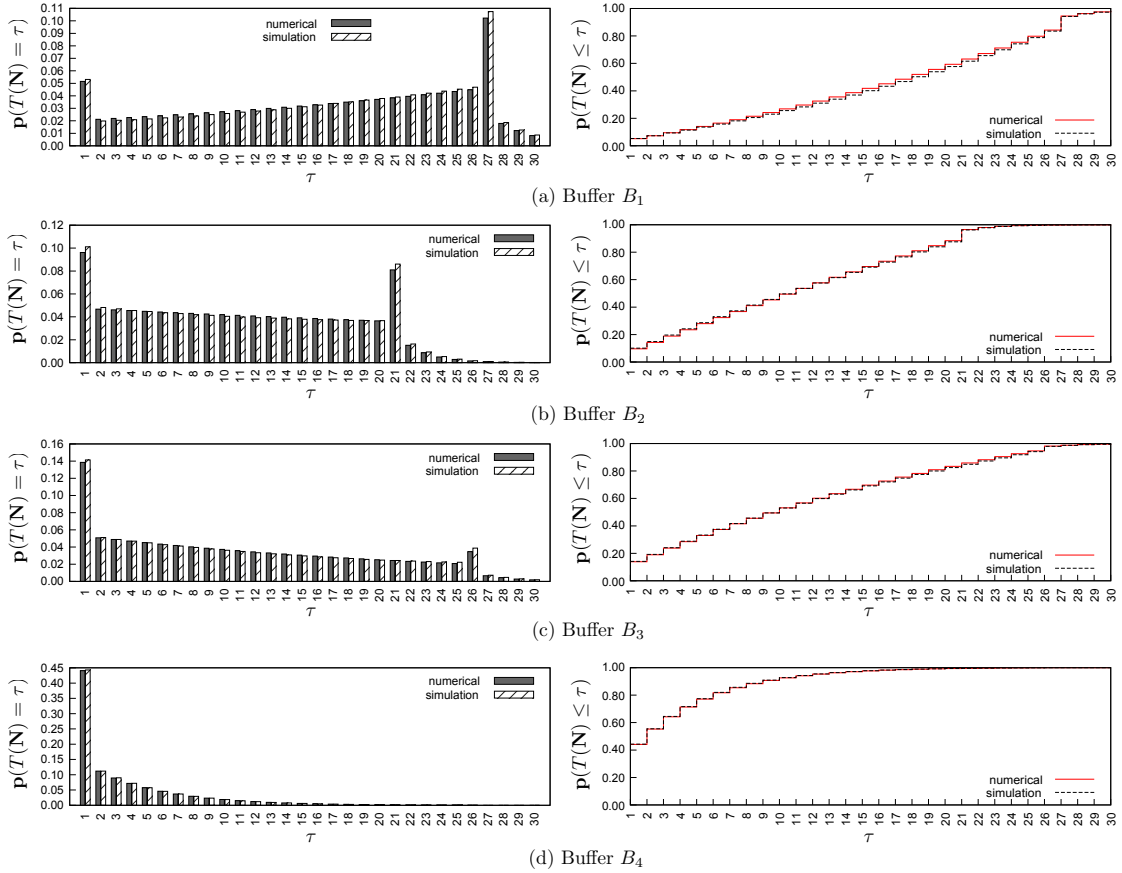 0.11
0.10
0.09
0.08
0.07
0.06
0.05
0.04
0.03
0.02
0.01
0.00
p(T(N) = τ)
numerical
simulation
1 2 3 4 5 6 7 8 9 10 11 12 13 14 15 16 17 18 19 20 21 22 23 24 25 26 27 28 29 30
τ
1.00
0.80
0.60
0.40
0.20
0.00
p(T(N) ≤ τ)
numerical
simulation
1 2 3 4 5 6 7 8 9 10 11 12 13 14 15 16 17 18 19 20 21 22 23 24 25 26 27 28 29 30
τ
(a) Buffer B1
0.12
0.10
0.08
0.06
0.04
0.02
0.00
p(T(N) = τ)
numerical
simulation
1 2 3 4 5 6 7 8 9 10 11 12 13 14 15 16 17 18 19 20 21 22 23 24 25 26 27 28 29 30
τ
1.00
0.80
0.60
0.40
0.20
0.00
p(T(N) ≤ τ)
numerical
simulation
1 2 3 4 5 6 7 8 9 10 11 12 13 14 15 16 17 18 19 20 21 22 23 24 25 26 27 28 29 30
τ
(b) Buffer B2
0.16
0.14
0.12
0.10
0.08
0.06
0.04
0.02
0.00
p(T(N) = τ)
numerical
simulation
1 2 3 4 5 6 7 8 9 10 11 12 13 14 15 16 17 18 19 20 21 22 23 24 25 26 27 28 29 30
τ
1.00
0.80
0.60
0.40
0.20
0.00
p(T(N) ≤ τ)
numerical
simulation
1 2 3 4 5 6 7 8 9 10 11 12 13 14 15 16 17 18 19 20 21 22 23 24 25 26 27 28 29 30
τ
(c) Buffer B3
0.45
0.40
0.35
0.30
0.25
0.20
0.15
0.10
0.05
0.00
p(T(N) = τ)
numerical
simulation
1 2 3 4 5 6 7 8 9 10 11 12 13 14 15 16 17 18 19 20 21 22 23 24 25 26 27 28 29 30
τ
1.00
0.80
0.60
0.40
0.20
0.00
p(T(N) ≤ τ)
numerical
simulation
1 2 3 4 5 6 7 8 9 10 11 12 13 14 15 16 17 18 19 20 21 22 23 24 25 26 27 28 29 30
τ
(d) Buffer B4